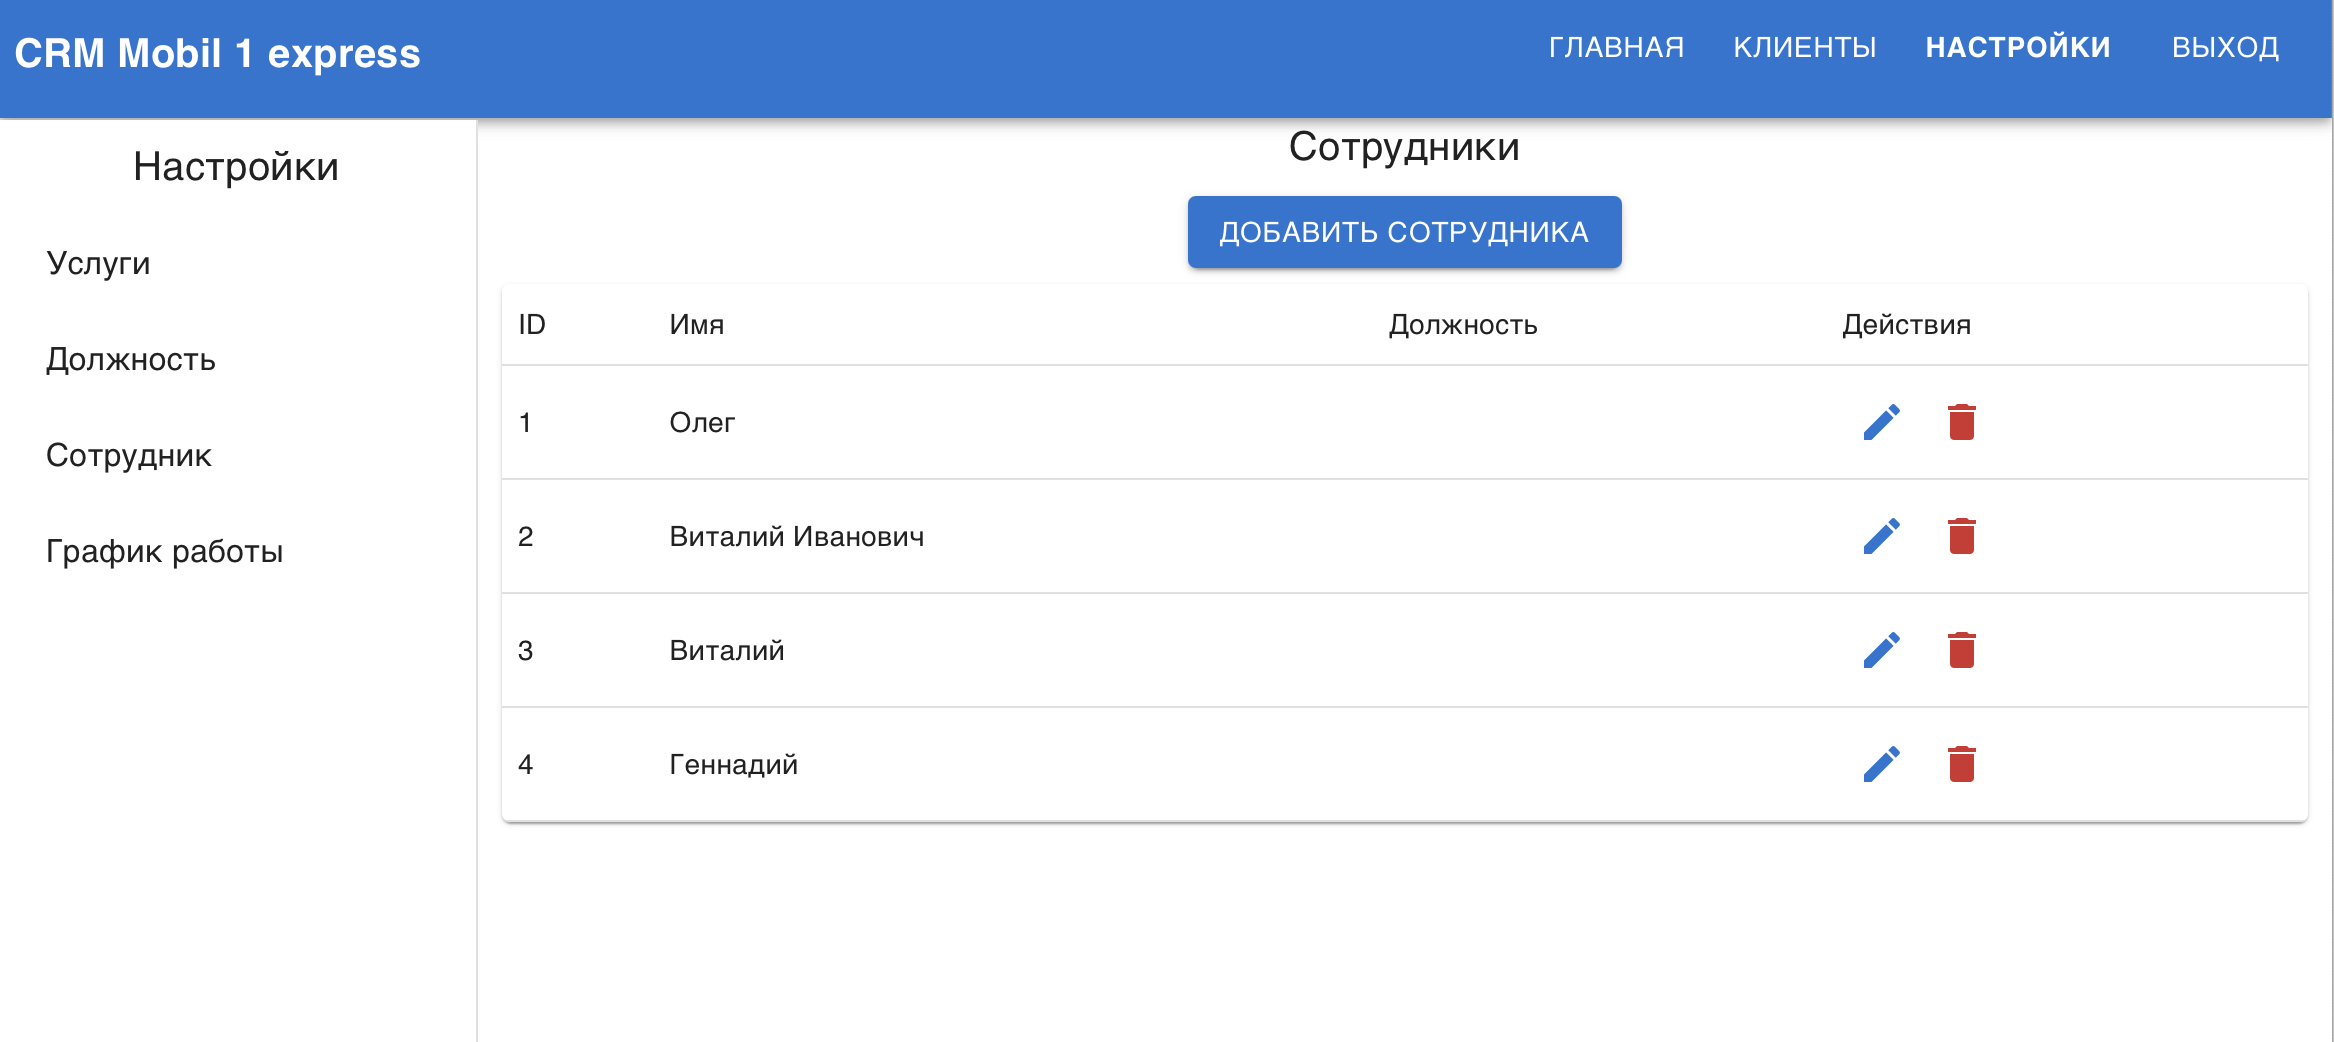 CRM Mobil 1 express
ГЛАВНАЯ КЛИЕНТЫ НАСТРОЙКИ ВЫХОД
Настройки
Услуги
Должность
Сотрудник
График работы
Сотрудники
ДОБАВИТЬ СОТРУДНИКА
ID Имя Должность Действия
1 Олег
2 Виталий Иванович
3 Виталий
4 Геннадий